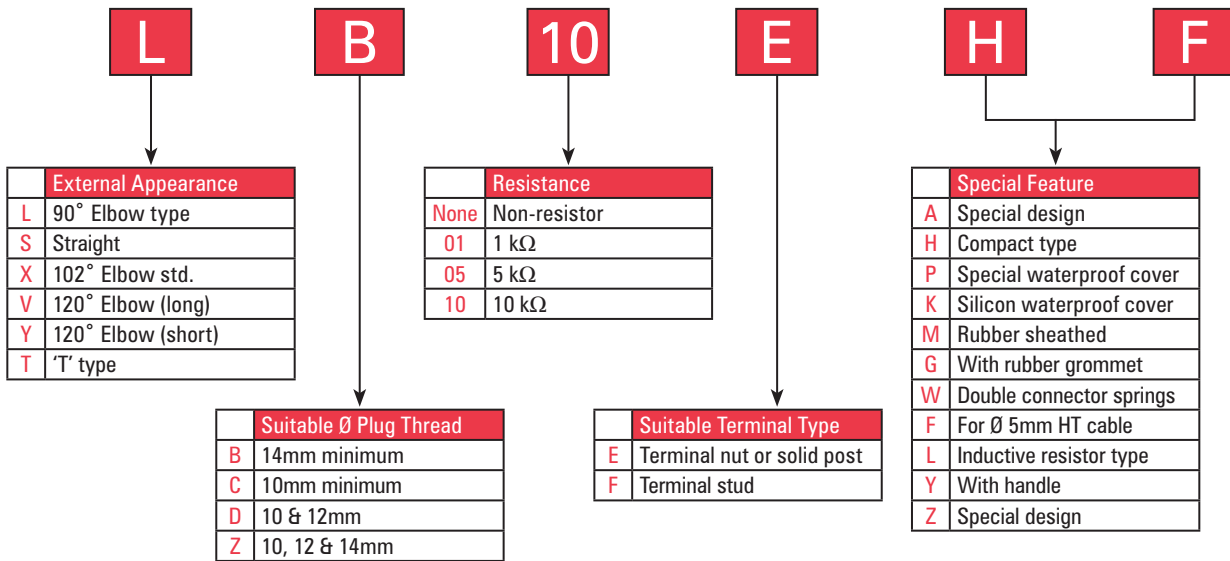 L B 10 E H F
External Appearance
L 90° Elbow type
S Straight
X 102° Elbow std.
V 120° Elbow (long)
Y 120° Elbow (short)
T ‘T’ type
Suitable Ø Plug Thread
B 14mm minimum
C 10mm minimum
D 10 & 12mm
Z 10, 12 & 14mm
Resistance
None Non-resistor
01 1 kΩ
05 5 kΩ
10 10 kΩ
Suitable Terminal Type
E Terminal nut or solid post
F Terminal stud
Special Feature
A Special design
H Compact type
P Special waterproof cover
K Silicon waterproof cover
M Rubber sheathed
G With rubber grommet
W Double connector springs
F For Ø 5mm HT cable
L Inductive resistor type
Y With handle
Z Special design